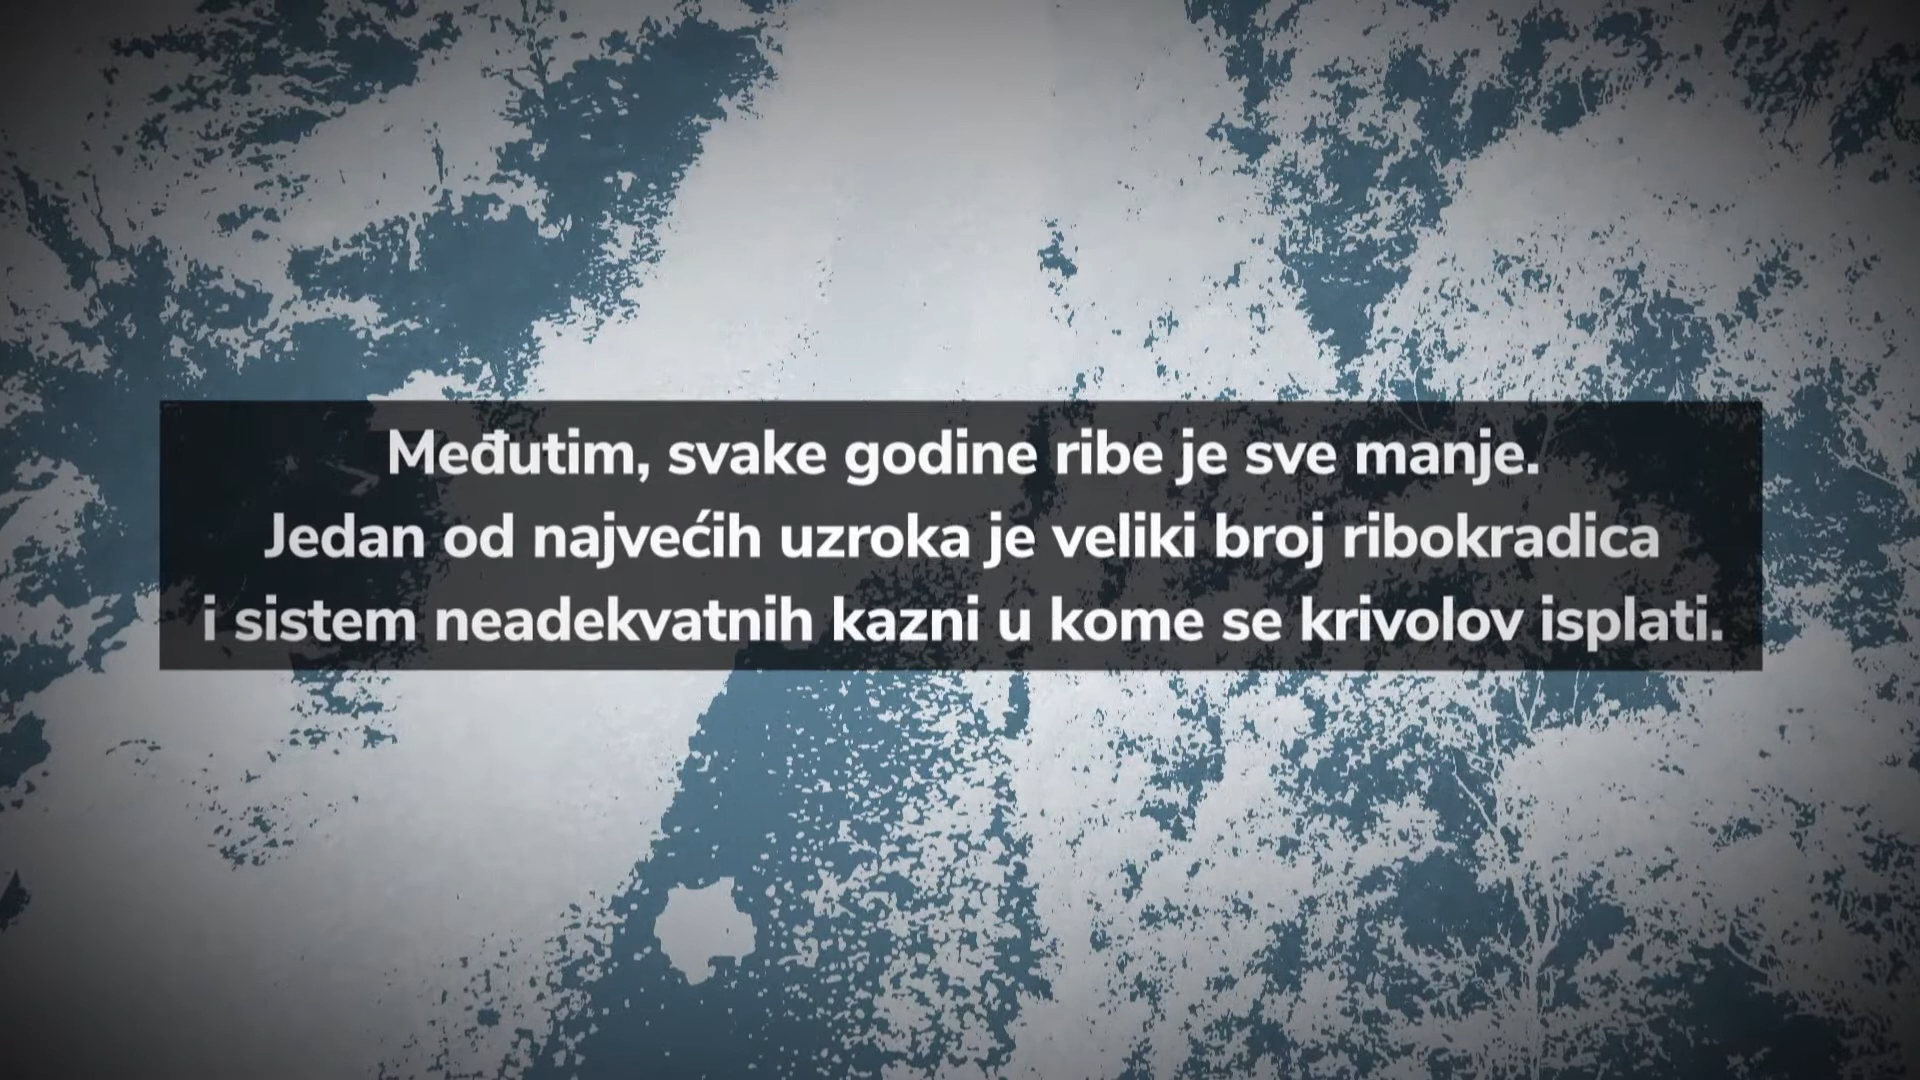 Međutim, svake godine ribe je sve manje.
Jedan od najvećih uzroka je veliki broj ribokradica
i sistem neadekvatnih kazni u kome se krivolov isplati.